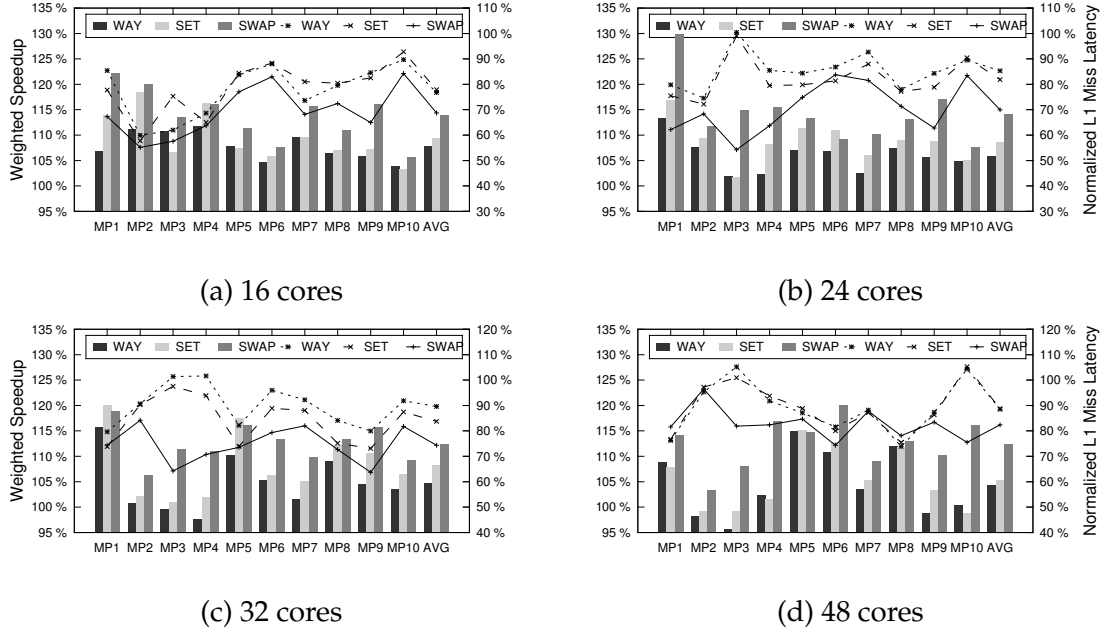 135 % 110 %
WAY SET SWAP WAY SET SWAP
130 % 100 %
125 % 90 %
120 % 80 %
115 % 70 %
110 % 60 %
105 % 50 %
100 % 40 %
95 % 30 %
Weighted Speedup
MP1 MP2 MP3 MP4 MP5 MP6 MP7 MP8 MP9 MP10 AVG
(a) 16 cores
135 % 110 %
WAY SET SWAP WAY SET SWAP
130 % 100 %
125 % 90 %
120 % 80 %
115 % 70 %
110 % 60 %
105 % 50 %
100 % 40 %
95 % 30 %
Normalized L1 Miss Latency
MP1 MP2 MP3 MP4 MP5 MP6 MP7 MP8 MP9 MP10 AVG
(b) 24 cores
135 % 120 %
WAY SET SWAP WAY SET SWAP
130 % 110 %
125 % 100 %
120 % 90 %
115 % 80 %
110 % 70 %
105 % 60 %
100 % 50 %
95 % 40 %
Weighted Speedup
MP1 MP2 MP3 MP4 MP5 MP6 MP7 MP8 MP9 MP10 AVG
(c) 32 cores
135 % 120 %
WAY SET SWAP WAY SET SWAP
130 % 110 %
125 % 100 %
120 % 90 %
115 % 80 %
110 % 70 %
105 % 60 %
100 % 50 %
95 % 40 %
Normalized L1 Miss Latency
MP1 MP2 MP3 MP4 MP5 MP6 MP7 MP8 MP9 MP10 AVG
(d) 48 cores